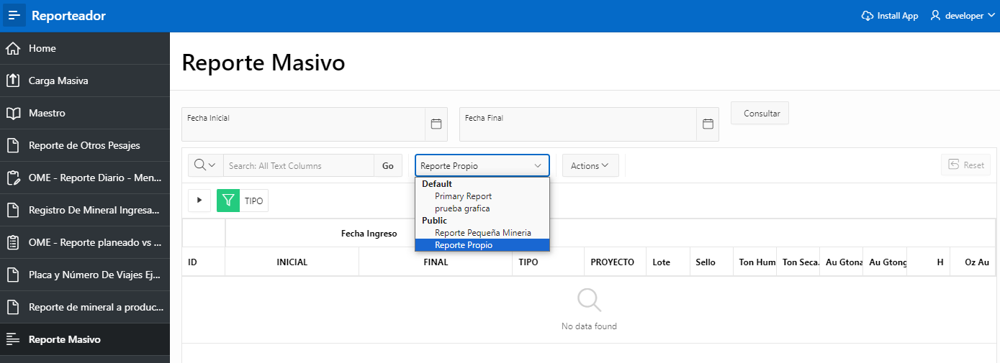 Reporteador
Install App
developer
Home
Carga Masiva
Maestro
Reporte de Otros Pesajes
OME - Reporte Diario - Men...
Registro De Mineral Ingresa...
OME - Reporte planeado vs ...
Placa y Número De Viajes Ej...
Reporte de mineral a produc...
Reporte Masivo
Reporte Masivo
Fecha Inicial
Fecha Final
Consultar
Search: All Text Columns
Go
Reporte Propio
Actions
Reset
Default
Primary Report
prueba grafica
Public
Reporte Pequeña Mineria
Reporte Propio
TIPO
Fecha Ingreso
ID INICIAL FINAL TIPO PROYECTO Lote Sello Ton Hum Ton Seca. Au Gtona Au Gtong H Oz Au
No data found